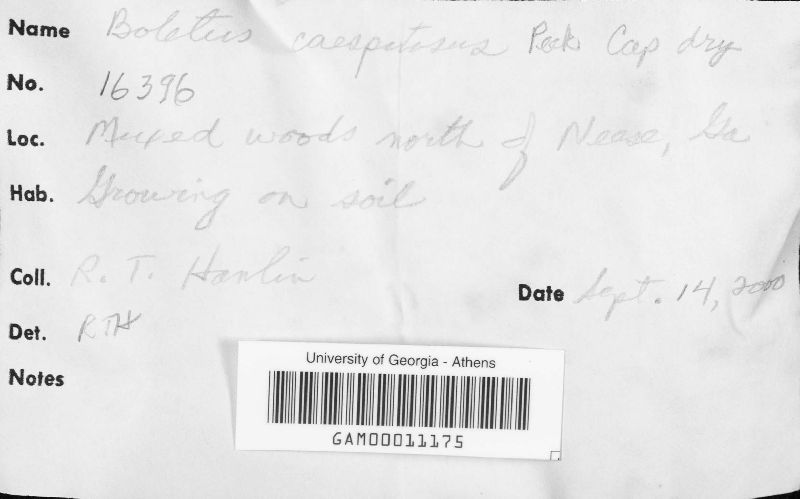 Name Boletus caespitosus Peck Cap dry
No. 16396
Loc. Mixed woods north of Neese, Ga
Hab. Growing on soil
Coll. R. T. Hanlin
Date Sept. 14, 2000
Det. RTH
Notes
University of Georgia - Athens
GAM00011175